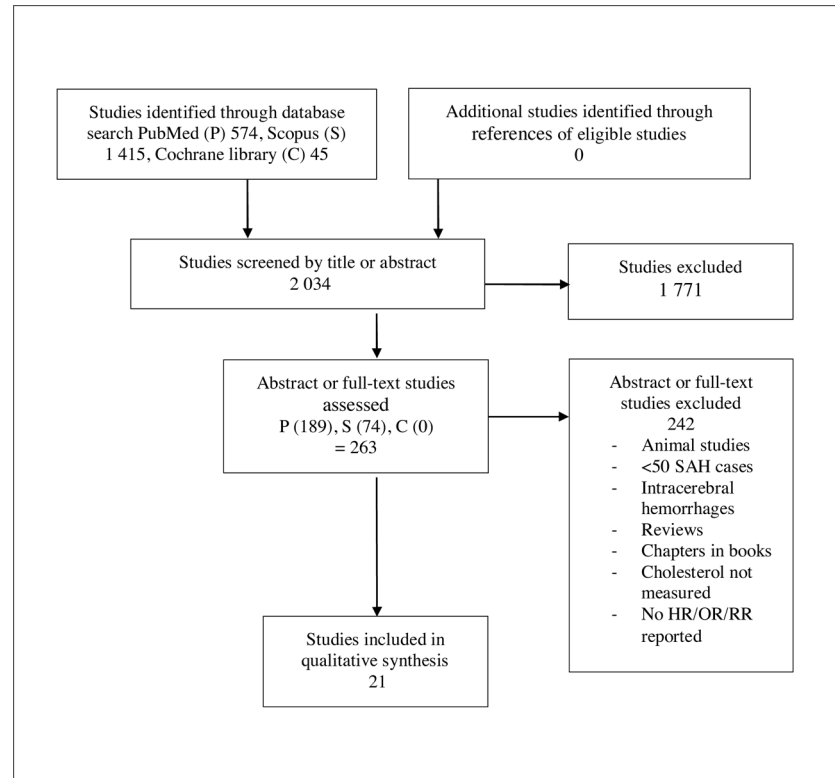 Studies identified through database
search PubMed (P) 574, Scopus (S)
1 415, Cochrane library (C) 45
Additional studies identified through
references of eligible studies
0
Studies screened by title or abstract
2 034
Studies excluded
1 771
Abstract or full-text studies
assessed
P (189), S (74), C (0)
= 263
Abstract or full-text
studies excluded
242
- Animal studies
- <50 SAH cases
- Intracerebral
hemorrhages
- Reviews
- Chapters in books
- Cholesterol not
measured
- No HR/OR/RR
reported
Studies included in
qualitative synthesis
21